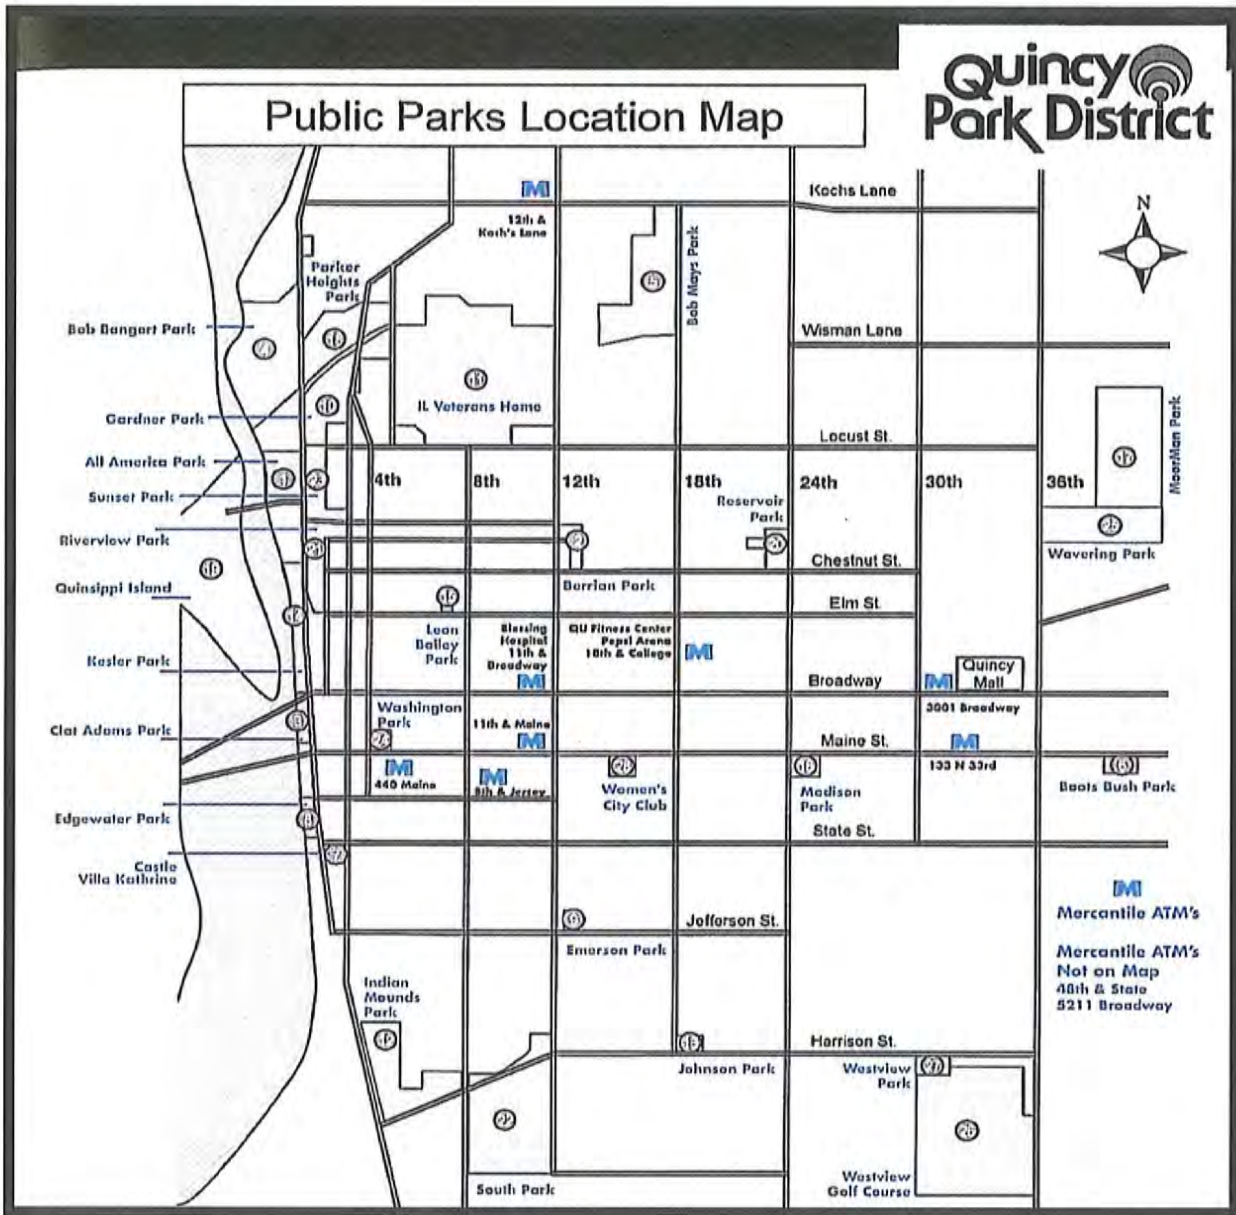 Quincy
Park District
Public Parks Location Map
Kochs Lane
N
12th &
Koch's Lane
Parker
Heights
Park
Bob Mays Park
Bob Bangert Park
Wisman Lane
Gardner Park
IL Veterans Home
Locust St.
MoorMan Park
All America Park
4th
8th
12th
18th
24th
30th
36th
Sunset Park
Reservoir
Park
Riverview Park
Wavering Park
Chestnut St.
Quinsippi Island
Berrian Park
Elm St.
Leon
Bailey
Park
Blessing
Hospital
11th &
Broadway
QU Fitness Center
Pepsi Arena
18th & College
Kesler Park
Quincy
Mall
Broadway
3001 Broadway
Washington
Park
11th & Maine
Clat Adams Park
Maine St.
133 N 33rd
440 Maine
8th & Jersey
Women's
City Club
Madison
Park
Boots Bush Park
Edgewater Park
State St.
Castle
Villa Kathrine
Mercantile ATM's
Jefferson St.
Emerson Park
Mercantile ATM's
Not on Map
48th & State
5211 Broadway
Indian
Mounds
Park
Harrison St.
Johnson Park
Westview
Park
South Park
Westview
Golf Course